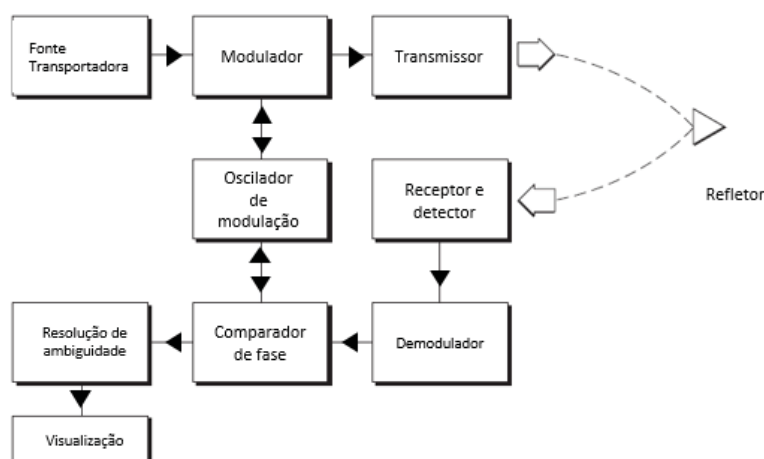 Fonte
Transportadora
Modulador
Transmissor
Oscilador
de
modulação
Receptor e
detector
Refletor
Resolução de
ambiguidade
Comparador
de fase
Demodulador
Visualização